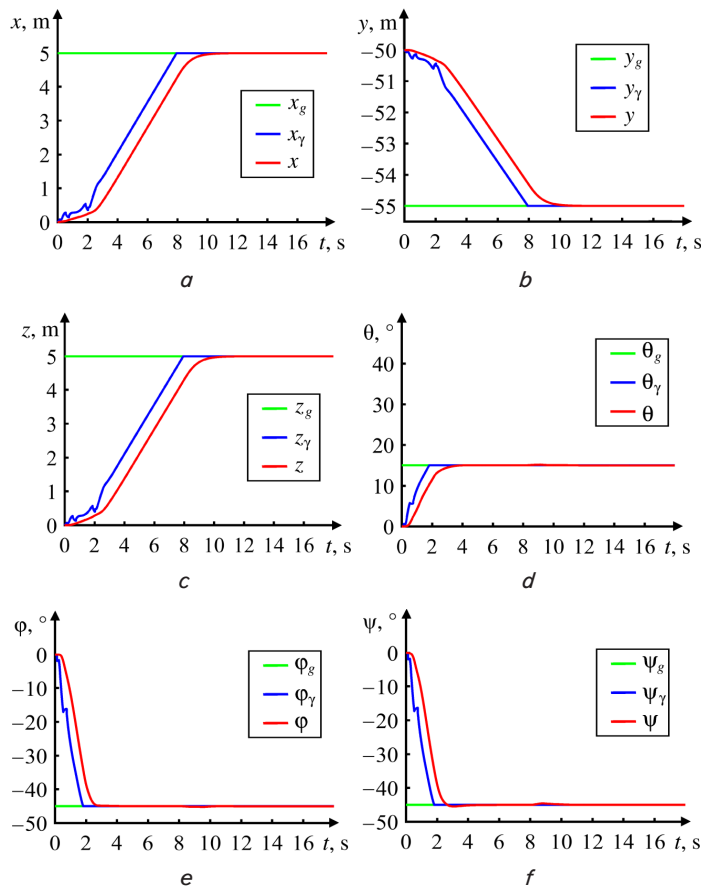 x, m
5
4
3
2
1
0
0 2 4 6 8 10 12 14 16 t, s
x_g
x_γ
x
a
y, m
−50
−51
−52
−53
−54
−55
0 2 4 6 8 10 12 14 16 t, s
y_g
y_γ
y
b
z, m
5
4
3
2
1
0
0 2 4 6 8 10 12 14 16 t, s
z_g
z_γ
z
c
θ, °
40
30
20
10
0
0 2 4 6 8 10 12 14 16 t, s
θ_g
θ_γ
θ
d
φ, °
0
−10
−20
−30
−40
−50
0 2 4 6 8 10 12 14 16 t, s
φ_g
φ_γ
φ
e
ψ, °
0
−10
−20
−30
−40
−50
0 2 4 6 8 10 12 14 16 t, s
ψ_g
ψ_γ
ψ
f